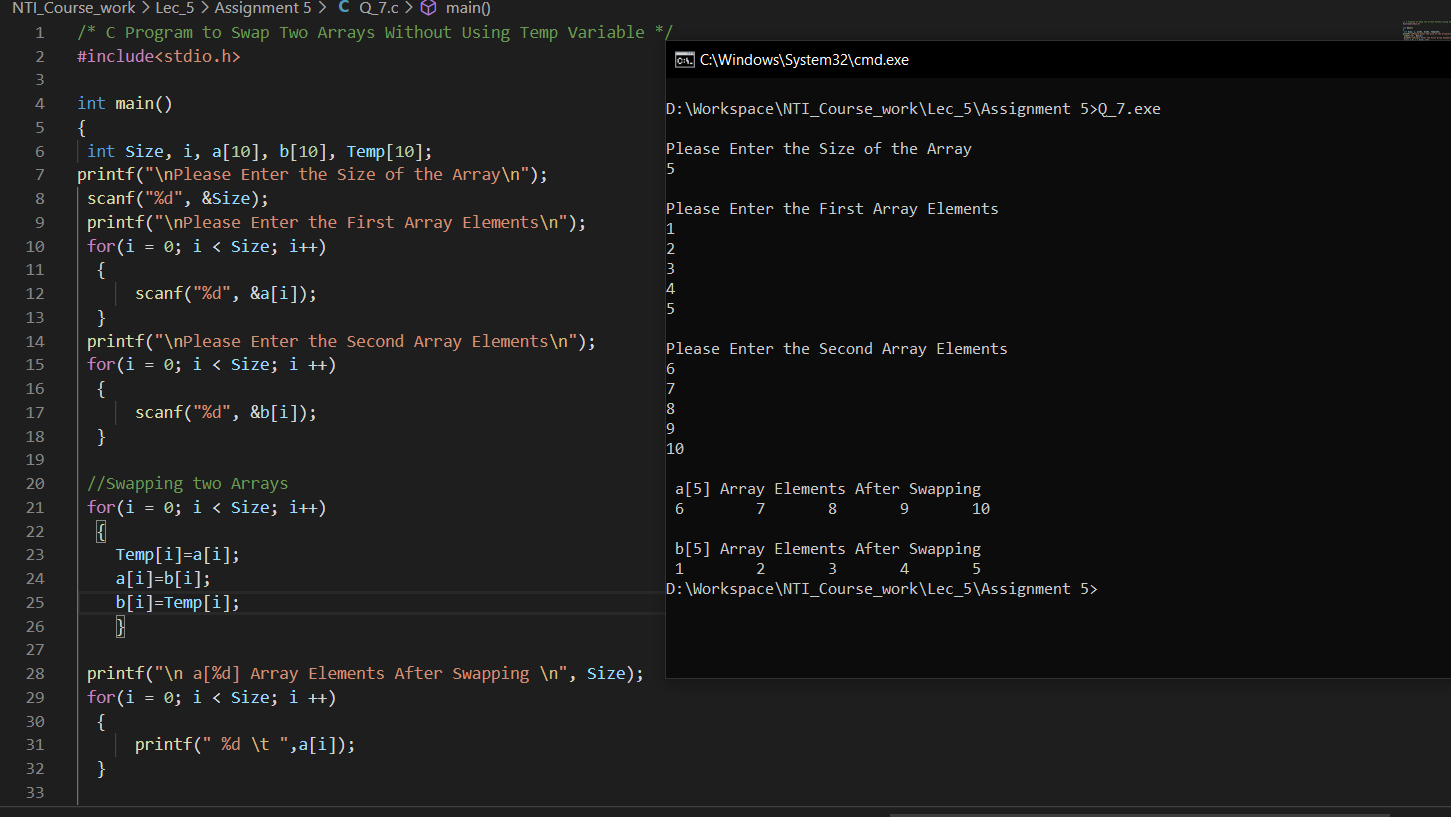 NTI_Course_work > Lec_5 > Assignment 5 > C Q_7.c > main()
1 /* C Program to Swap Two Arrays Without Using Temp Variable */
2 #include<stdio.h>
3
4 int main()
5 {
6 int Size, i, a[10], b[10], Temp[10];
7 printf("\nPlease Enter the Size of the Array\n");
8 scanf("%d", &Size);
9 printf("\nPlease Enter the First Array Elements\n");
10 for(i = 0; i < Size; i++)
11 {
12 scanf("%d", &a[i]);
13 }
14 printf("\nPlease Enter the Second Array Elements\n");
15 for(i = 0; i < Size; i ++)
16 {
17 scanf("%d", &b[i]);
18 }
19
20 //Swapping two Arrays
21 for(i = 0; i < Size; i++)
22 {
23 Temp[i]=a[i];
24 a[i]=b[i];
25 b[i]=Temp[i];
26 }
27
28 printf("\n a[%d] Array Elements After Swapping \n", Size);
29 for(i = 0; i < Size; i ++)
30 {
31 printf(" %d \t ",a[i]);
32 }
33
C:\Windows\System32\cmd.exe
D:\Workspace\NTI_Course_work\Lec_5\Assignment 5>Q_7.exe
Please Enter the Size of the Array
5
Please Enter the First Array Elements
1
2
3
4
5
Please Enter the Second Array Elements
6
7
8
9
10
a[5] Array Elements After Swapping
6 7 8 9 10
b[5] Array Elements After Swapping
1 2 3 4 5
D:\Workspace\NTI_Course_work\Lec_5\Assignment 5>